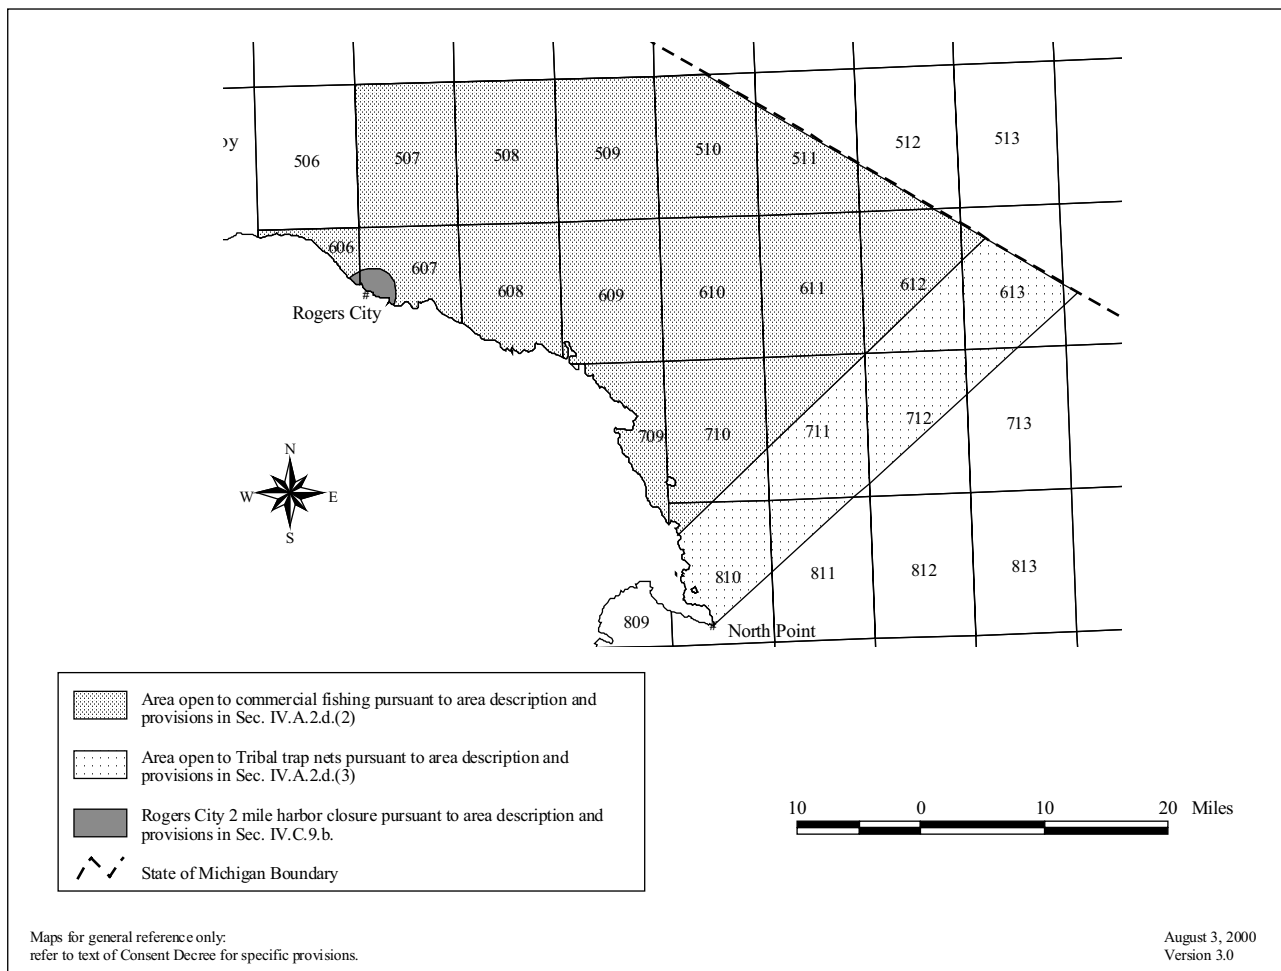 512
513
510
511
509
508
507
506
oy
606
607
608
609
610
611
612
613
Rogers City
709
710
711
712
713
N
W
E
S
810
811
812
813
809
North Point
Area open to commercial fishing pursuant to area description and
provisions in Sec. IV.A.2.d.(2)
Area open to Tribal trap nets pursuant to area description and
provisions in Sec. IV.A.2.d.(3)
Rogers City 2 mile harbor closure pursuant to area description and
provisions in Sec. IV.C.9.b.
State of Michigan Boundary
10 0 10 20 Miles
Maps for general reference only:
refer to text of Consent Decree for specific provisions.
August 3, 2000
Version 3.0